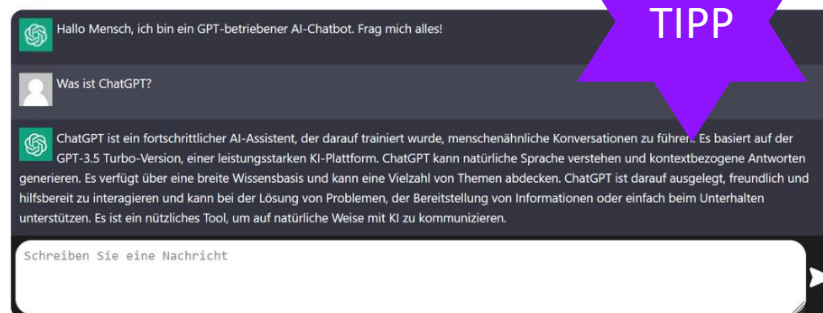 TIPP
Hallo Mensch, ich bin ein GPT-betriebener AI-Chatbot. Frag mich alles!
Was ist ChatGPT?
ChatGPT ist ein fortschrittlicher AI-Assistent, der darauf trainiert wurde, menschenähnliche Konversationen zu führen. Es basiert auf der
GPT-3.5 Turbo-Version, einer leistungsstarken KI-Plattform. ChatGPT kann natürliche Sprache verstehen und kontextbezogene Antworten
generieren. Es verfügt über eine breite Wissensbasis und kann eine Vielzahl von Themen abdecken. ChatGPT ist darauf ausgelegt, freundlich und
hilfsbereit zu interagieren und kann bei der Lösung von Problemen, der Bereitstellung von Informationen oder einfach beim Unterhalten
unterstützen. Es ist ein nützliches Tool, um auf natürliche Weise mit KI zu kommunizieren.
Schreiben Sie eine Nachricht